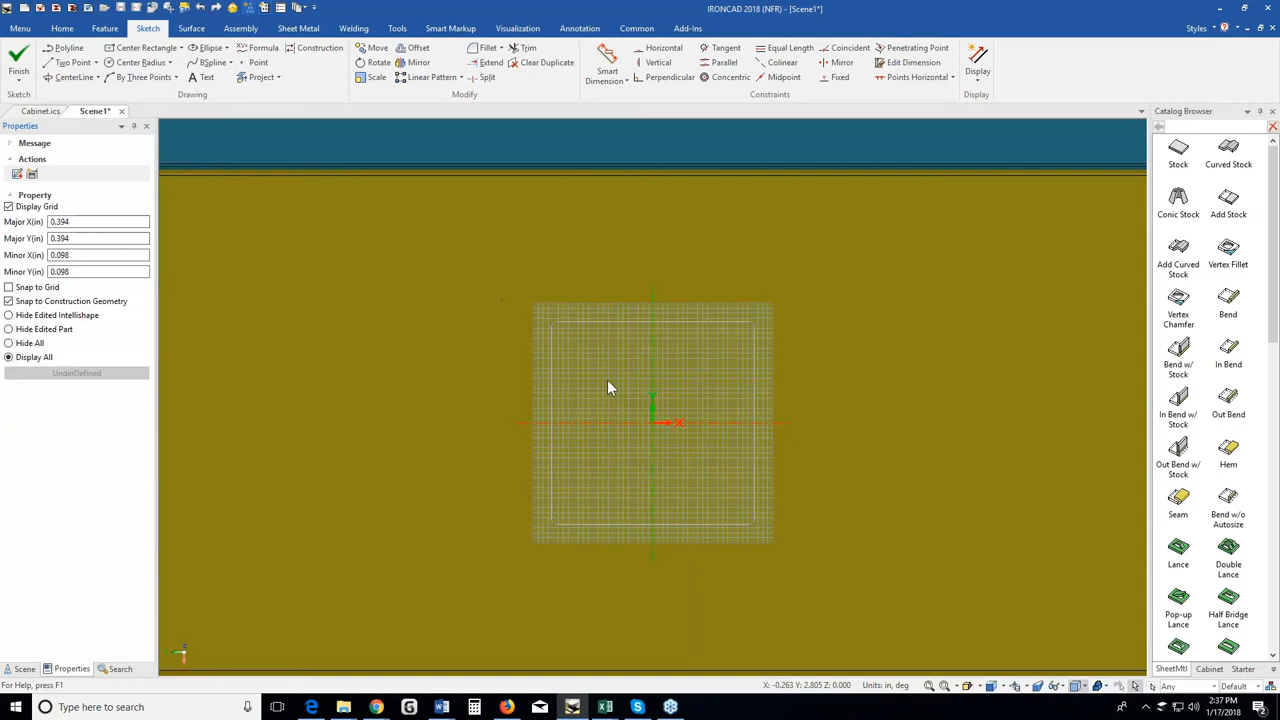 IRONCAD 2018 (NFR) - [Scene1*]
Menu Home Feature Sketch Surface Assembly Sheet Metal Welding Tools Smart Markup Visualization Annotation Common Add-Ins Styles
Polyline Center Rectangle Ellipse Formula Construction Move Offset Fillet Trim Horizontal Tangent Equal Length Coincident Penetrating Point
Two Point Center Radius BSpline Point Rotate Mirror Extend Clear Duplicate Vertical Parallel Colinear Mirror Edit Dimension
Finish CenterLine By Three Points Text Project Scale Linear Pattern Split Smart Dimension Perpendicular Concentric Midpoint Fixed Points Horizontal Display
Sketch Drawing Modify Constraints Display
Cabinet.ics Scene1*
Properties
Message
Actions
Property
Display Grid
Major X(in) 0.394
Major Y(in) 0.394
Minor X(in) 0.098
Minor Y(in) 0.098
Snap to Grid
Snap to Construction Geometry
Hide Edited Intellishape
Hide Edited Part
Hide All
Display All
UnderDefined
X
Catalog Browser
Stock Curved Stock
Conic Stock Add Stock
Add Curved Stock Vertex Fillet
Vertex Chamfer Bend
Bend w/ Stock In Bend
In Bend w/ Stock Out Bend
Out Bend w/ Stock Hem
Seam Bend w/o Autosize
Lance Double Lance
Pop-up Lance Half Bridge Lance
Scene Properties Search
SheetMtl Cabinet Starter
For Help, press F1
X: -0.263 Y: 2.805 Z: 0.000 Units: in, deg Any Default
Type here to search
2:37 PM
1/17/2018